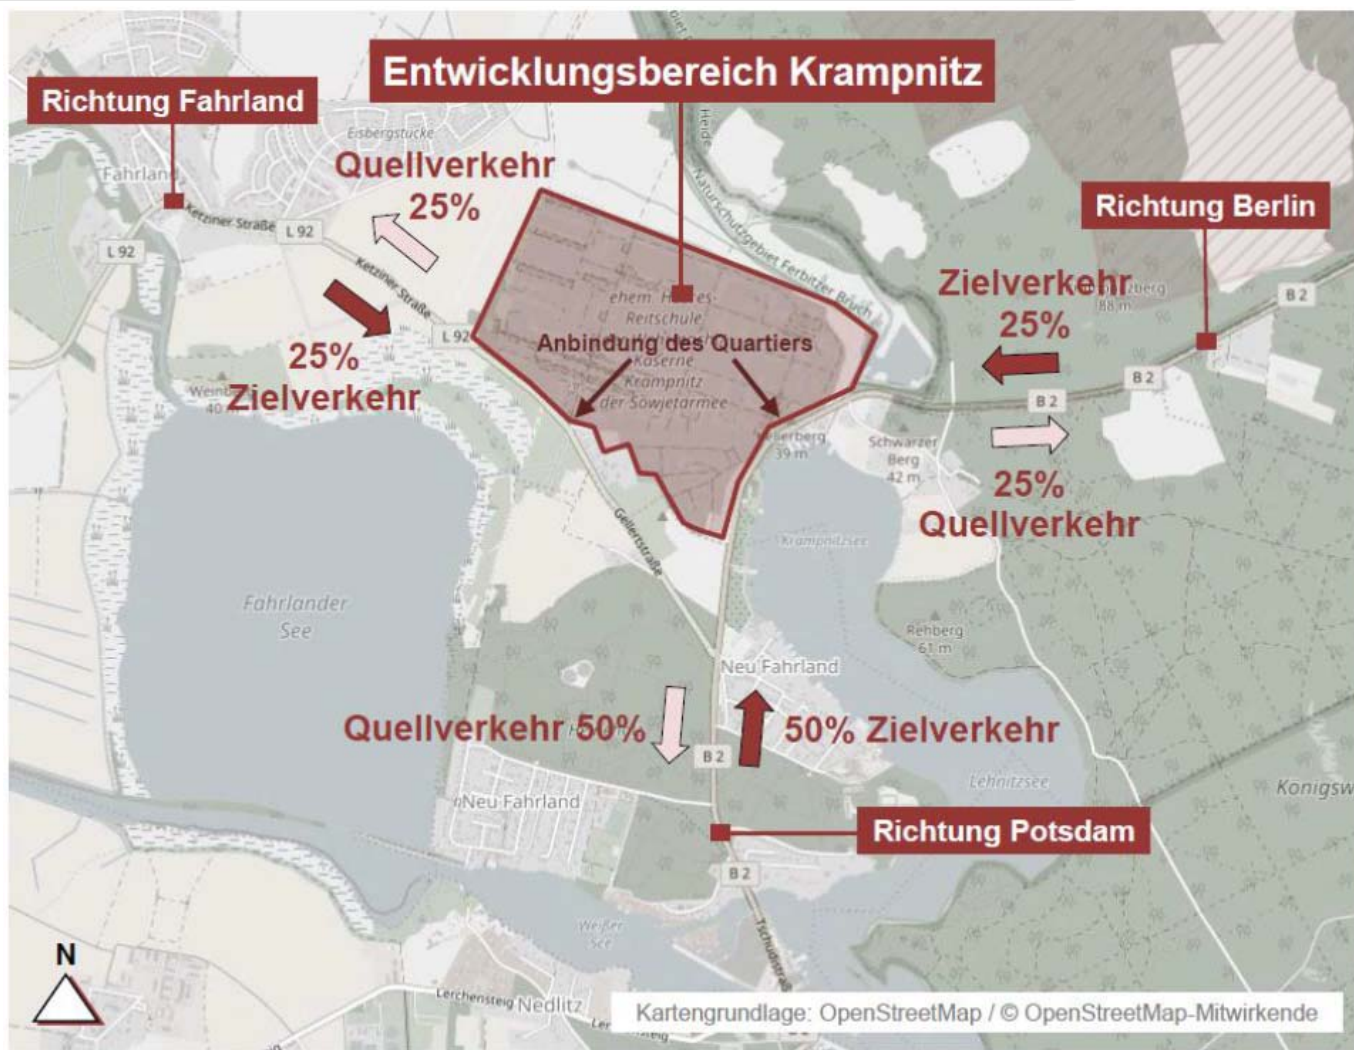 Entwicklungsbereich Krampnitz
Richtung Fahrland
Eisbergstücke
Quellverkehr
25%
Fahrland
Ketziner Straße
L 92
L 92
Ketziner Straße
L 92
25%
Zielverkehr
Naturschutzgebiet Ferbitzer Bruch
Richtung Berlin
Zielverkehr
25%
88 m
B 2
B 2
B 2
25%
Quellverkehr
Reitschule
Anbindung des Quartiers
Kaserne
Krampnitz
der Sowjetarmee
39 m
Schwarzer
Berg
42 m
Krampnitzsee
Gellertstraße
Fahrlander
See
Rehberg
61 m
Neu Fahrland
Quellverkehr 50%
50% Zielverkehr
B 2
Lehnitzsee
Neu Fahrland
Richtung Potsdam
B 2
Weißer
See
N
Lerchensteig
Nedlitz
Kartengrundlage: OpenStreetMap / © OpenStreetMap-Mitwirkende